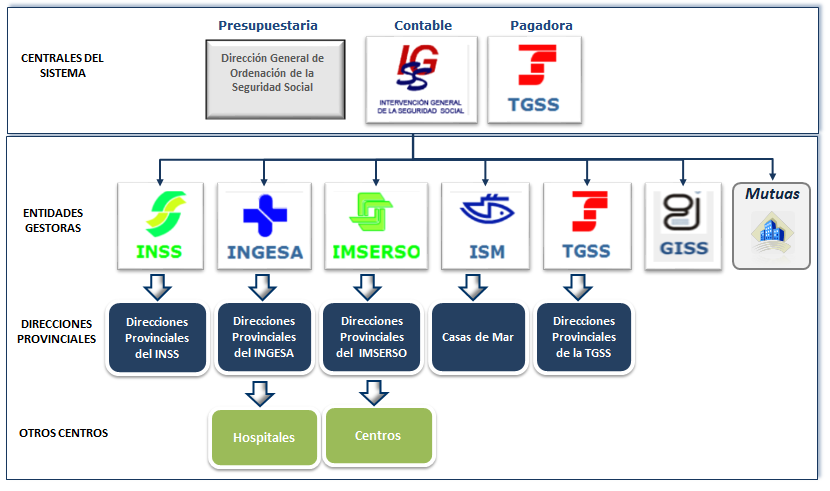 Presupuestaria
Contable
Pagadora
CENTRALES DEL
SISTEMA
Dirección General de
Ordenación de la
Seguridad Social
IGSS
INTERVENCIÓN GENERAL
DE LA SEGURIDAD SOCIAL
TGSS
ENTIDADES
GESTORAS
INSS
INGESA
IMSERSO
ISM
TGSS
GISS
Mutuas
DIRECCIONES
PROVINCIALES
Direcciones
Provinciales
del INSS
Direcciones
Provinciales
del INGESA
Direcciones
Provinciales
del IMSERSO
Casas de Mar
Direcciones
Provinciales
de la TGSS
OTROS CENTROS
Hospitales
Centros